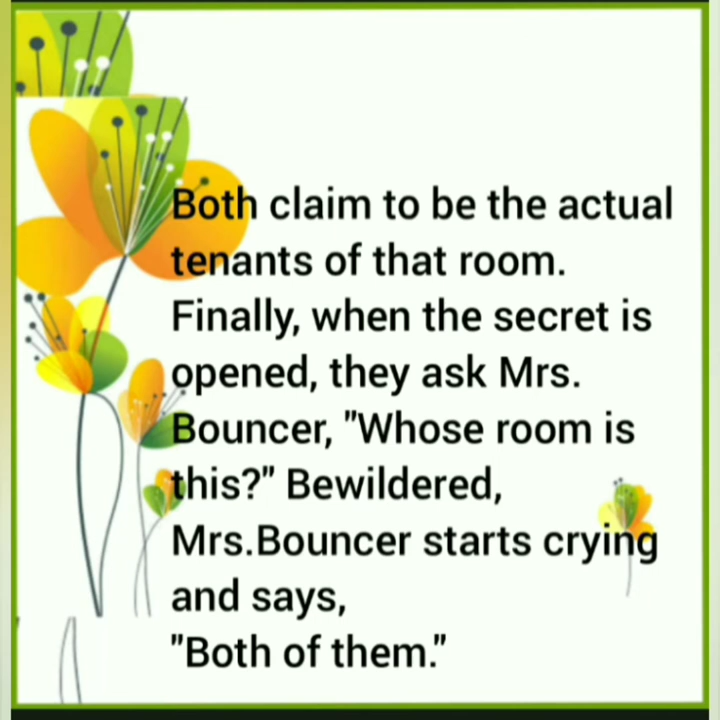 Both claim to be the actual
tenants of that room.
Finally, when the secret is
opened, they ask Mrs.
Bouncer, "Whose room is
this?" Bewildered,
Mrs.Bouncer starts crying
and says,
"Both of them."